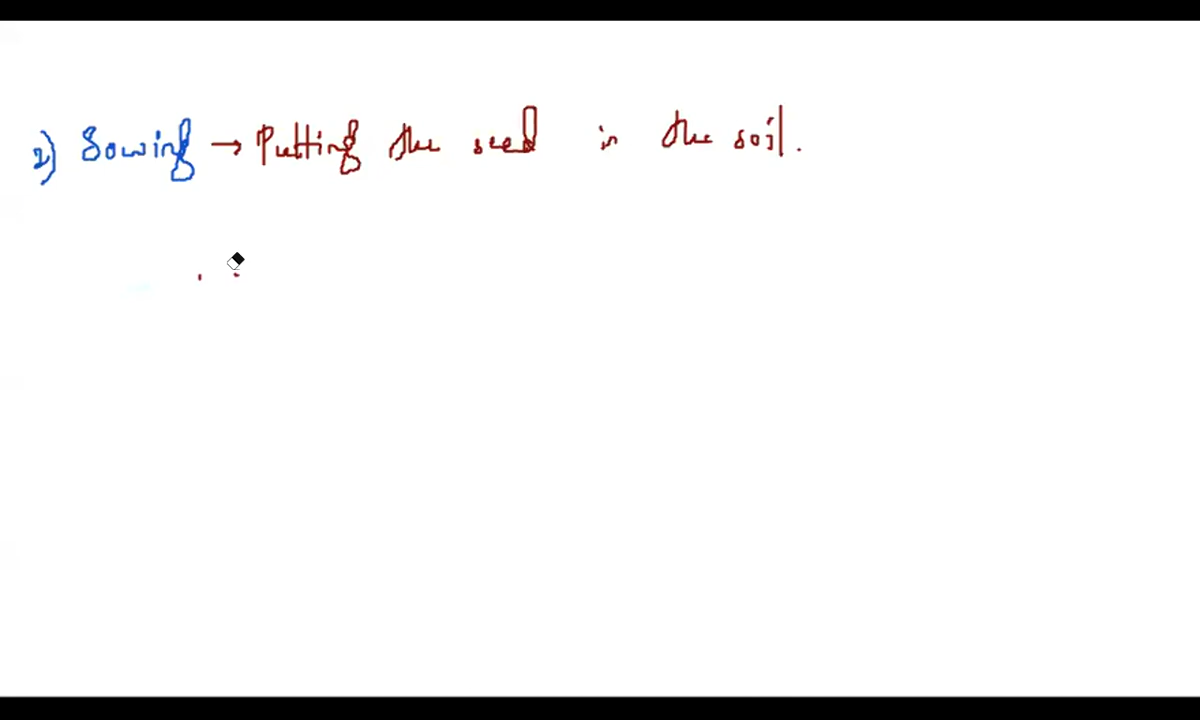 2) Sowing → Putting the seed in the soil.